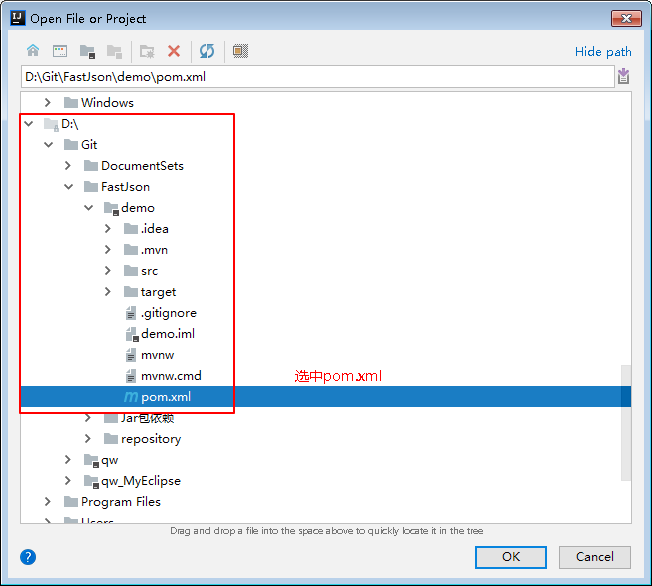 Open File or Project
Hide path
D:\Git\FastJson\demo\pom.xml
Windows
D:\
Git
DocumentSets
FastJson
demo
.idea
.mvn
src
target
.gitignore
demo.iml
mvnw
mvnw.cmd
选中pom.xml
pom.xml
Jar包依赖
repository
qw
qw_MyEclipse
Program Files
Users
Drag and drop a file into the space above to quickly locate it in the tree
?
OK
Cancel